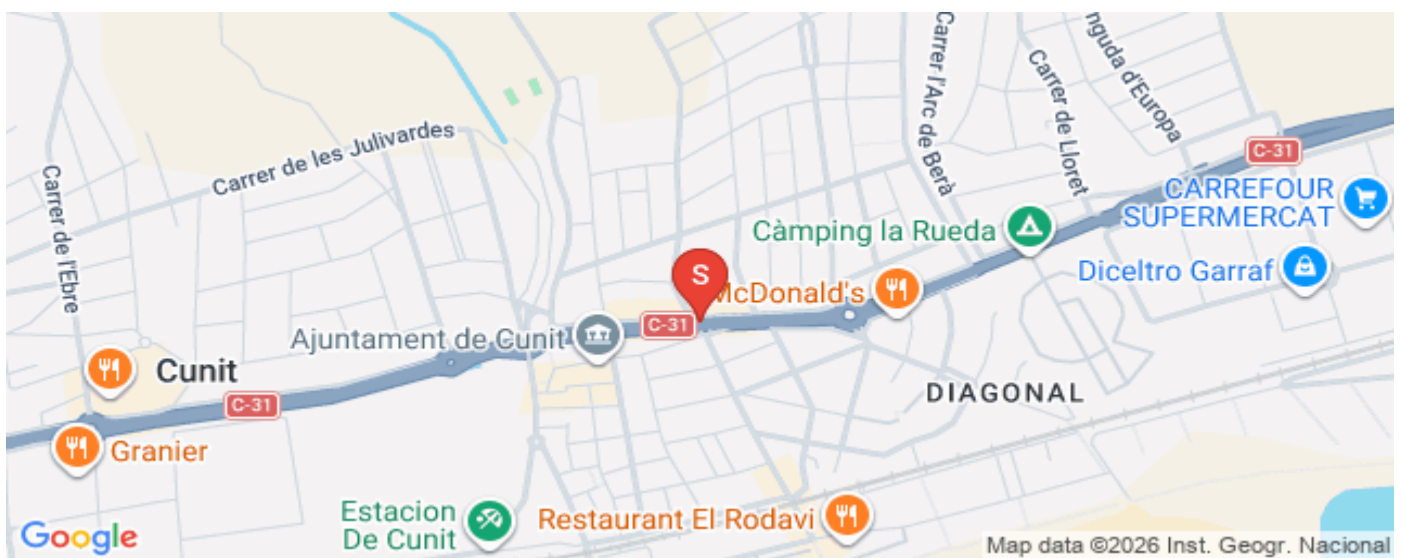 Carrer l'Arc de Berà
nguda d'Europa
Carrer de Lloret
Carrer de les Julivardes
C-31
Carrer de l'Ebre
CARREFOUR
SUPERMERCAT
Càmping la Rueda
Diceltro Garraf
S
McDonald's
C-31
Ajuntament de Cunit
Cunit
DIAGONAL
C-31
Granier
Estacion
De Cunit
Restaurant El Rodavi
Google
Map data ©2026 Inst. Geogr. Nacional